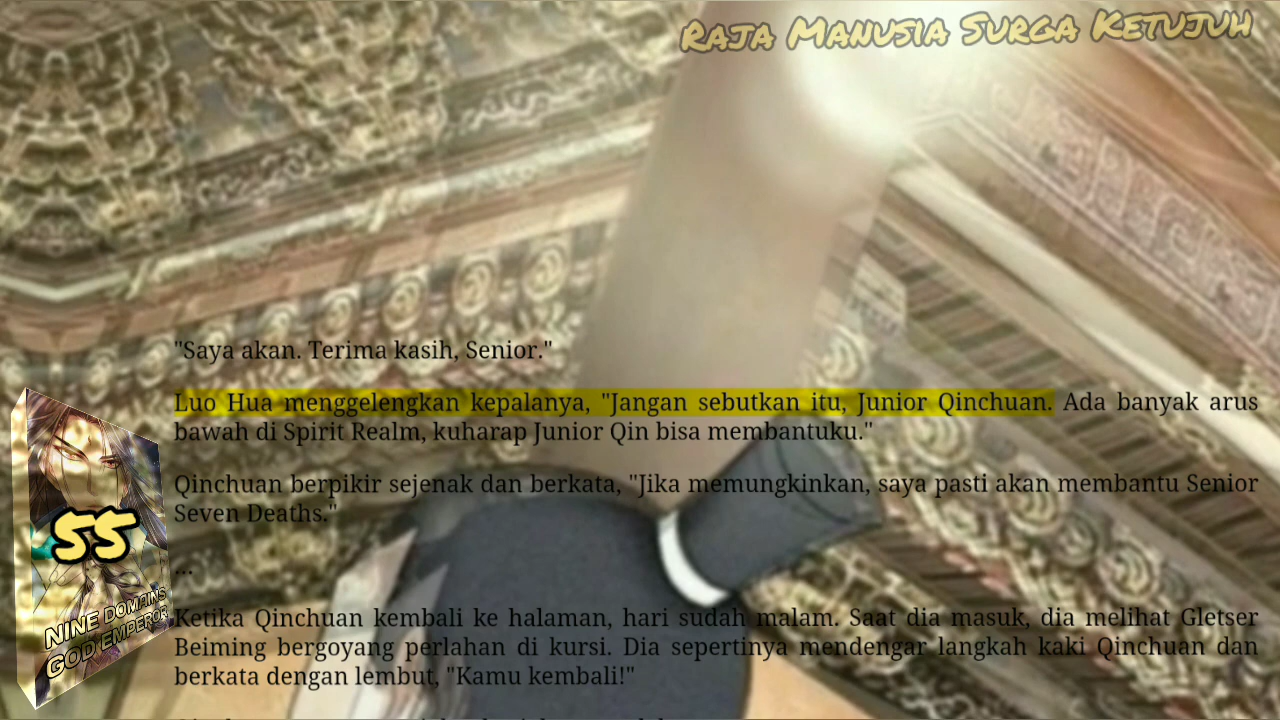 Raja Manusia Surga Ketujuh
"Saya akan. Terima kasih, Senior."
Luo Hua menggelengkan kepalanya, "Jangan sebutkan itu, Junior Qinchuan. Ada banyak arus
bawah di Spirit Realm, kuharap Junior Qin bisa membantuku."
Qinchuan berpikir sejenak dan berkata, "Jika memungkinkan, saya pasti akan membantu Senior
Seven Deaths."
...
Ketika Qinchuan kembali ke halaman, hari sudah malam. Saat dia masuk, dia melihat Gletser
Beiming bergoyang perlahan di kursi. Dia sepertinya mendengar langkah kaki Qinchuan dan
berkata dengan lembut, "Kamu kembali!"
55
NINE DOMAINS
GOD EMPEROR